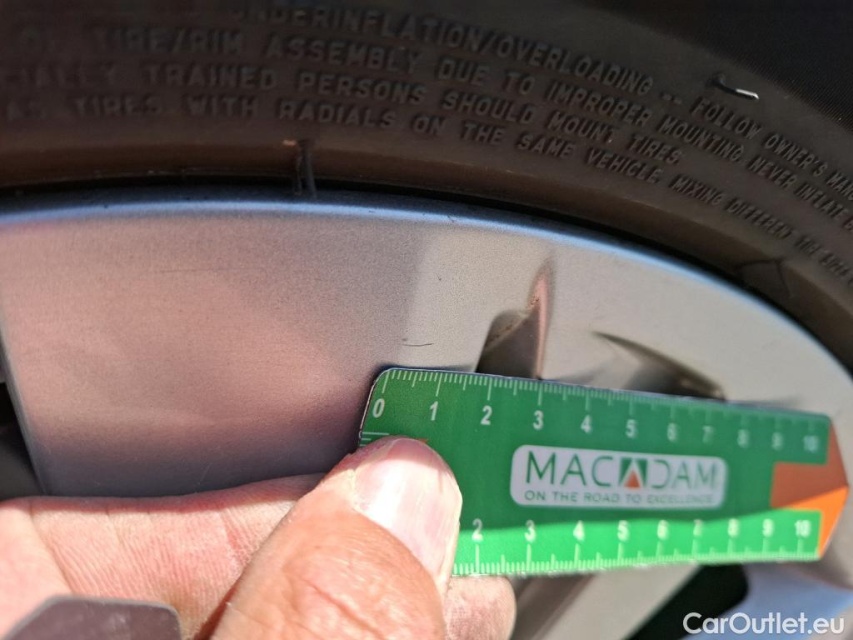 UNDERINFLATION/OVERLOADING -- FOLLOW OWNER'S
TIRE/RIM ASSEMBLY DUE TO IMPROPER MOUNTING NEVER INFLATE
TRAINED PERSONS SHOULD MOUNT TIRES
TIRES WITH RADIALS ON THE SAME VEHICLE MIXING DIFFERENT
0 1 2 3 4 5 6 7 8 9 10
MACADAM
ON THE ROAD TO EXCELLENCE
2 3 4 5 6 7 8 9 10
CarOutlet.eu